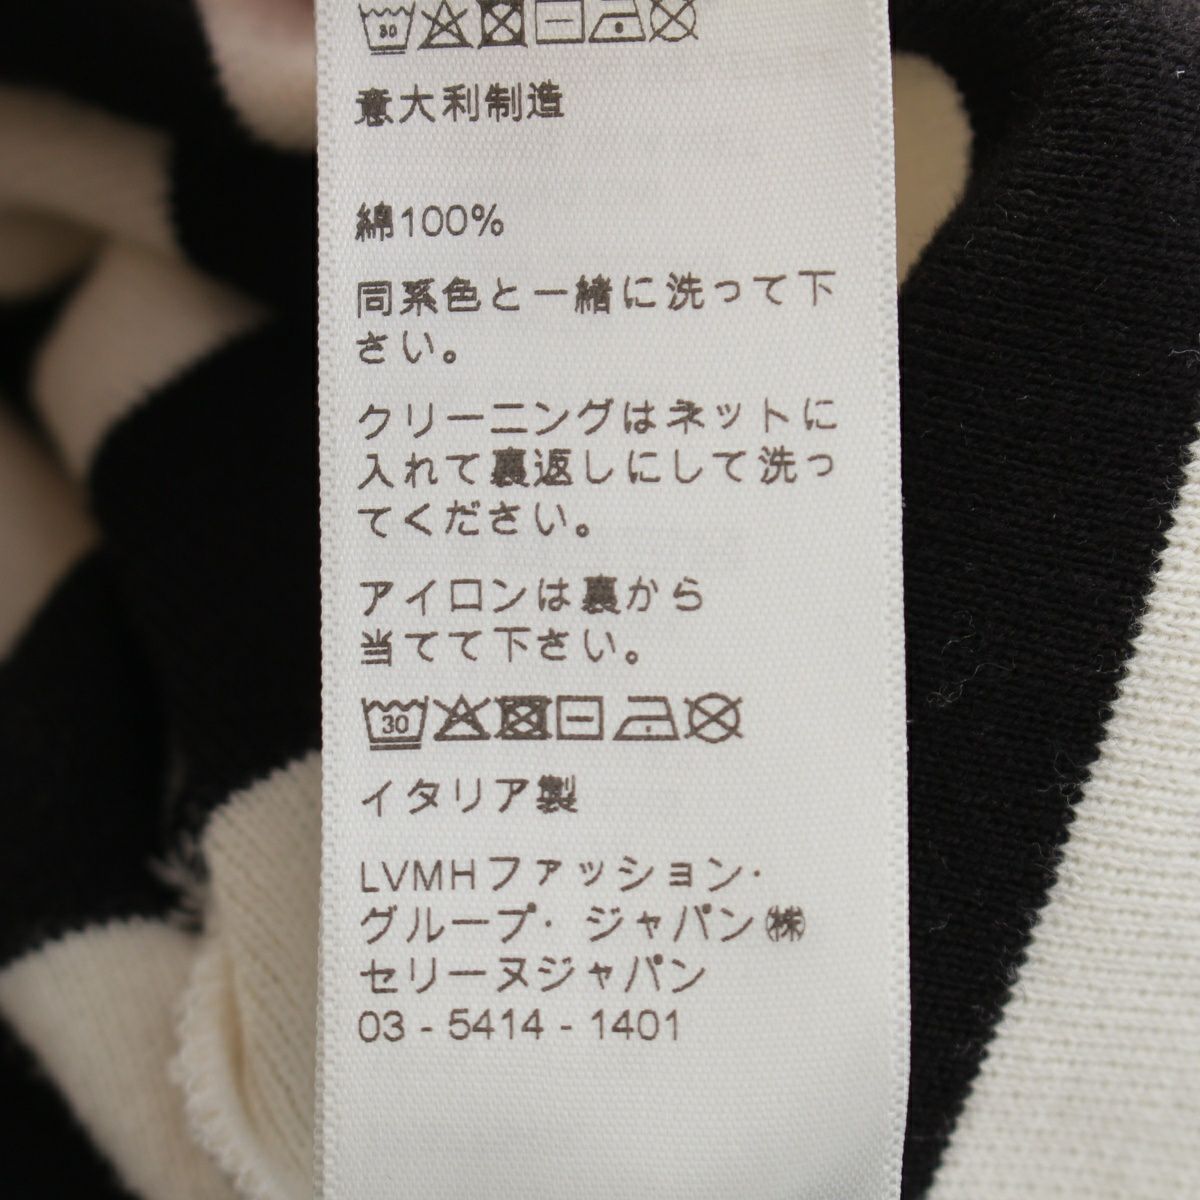 30
意大利制造
綿100%
同系色と一緒に洗って下
さい。
クリーニングはネットに
入れて裏返しにして洗っ
てください。
アイロンは裏から
当てて下さい。
30
イタリア製
LVMHファッション·
グループ· ジャパン㈱
セリーヌジャパン
03 - 5414 - 1401